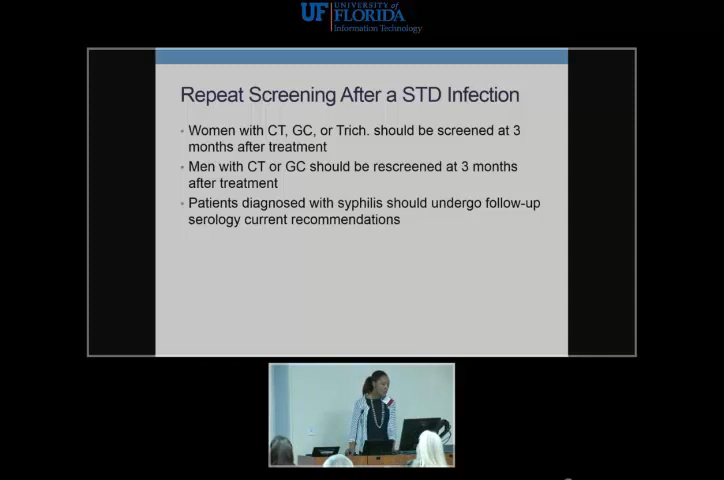 UF UNIVERSITY of
FLORIDA
Information Technology
Repeat Screening After a STD Infection
• Women with CT, GC, or Trich. should be screened at 3
months after treatment
• Men with CT or GC should be rescreened at 3 months
after treatment
• Patients diagnosed with syphilis should undergo follow-up
serology current recommendations